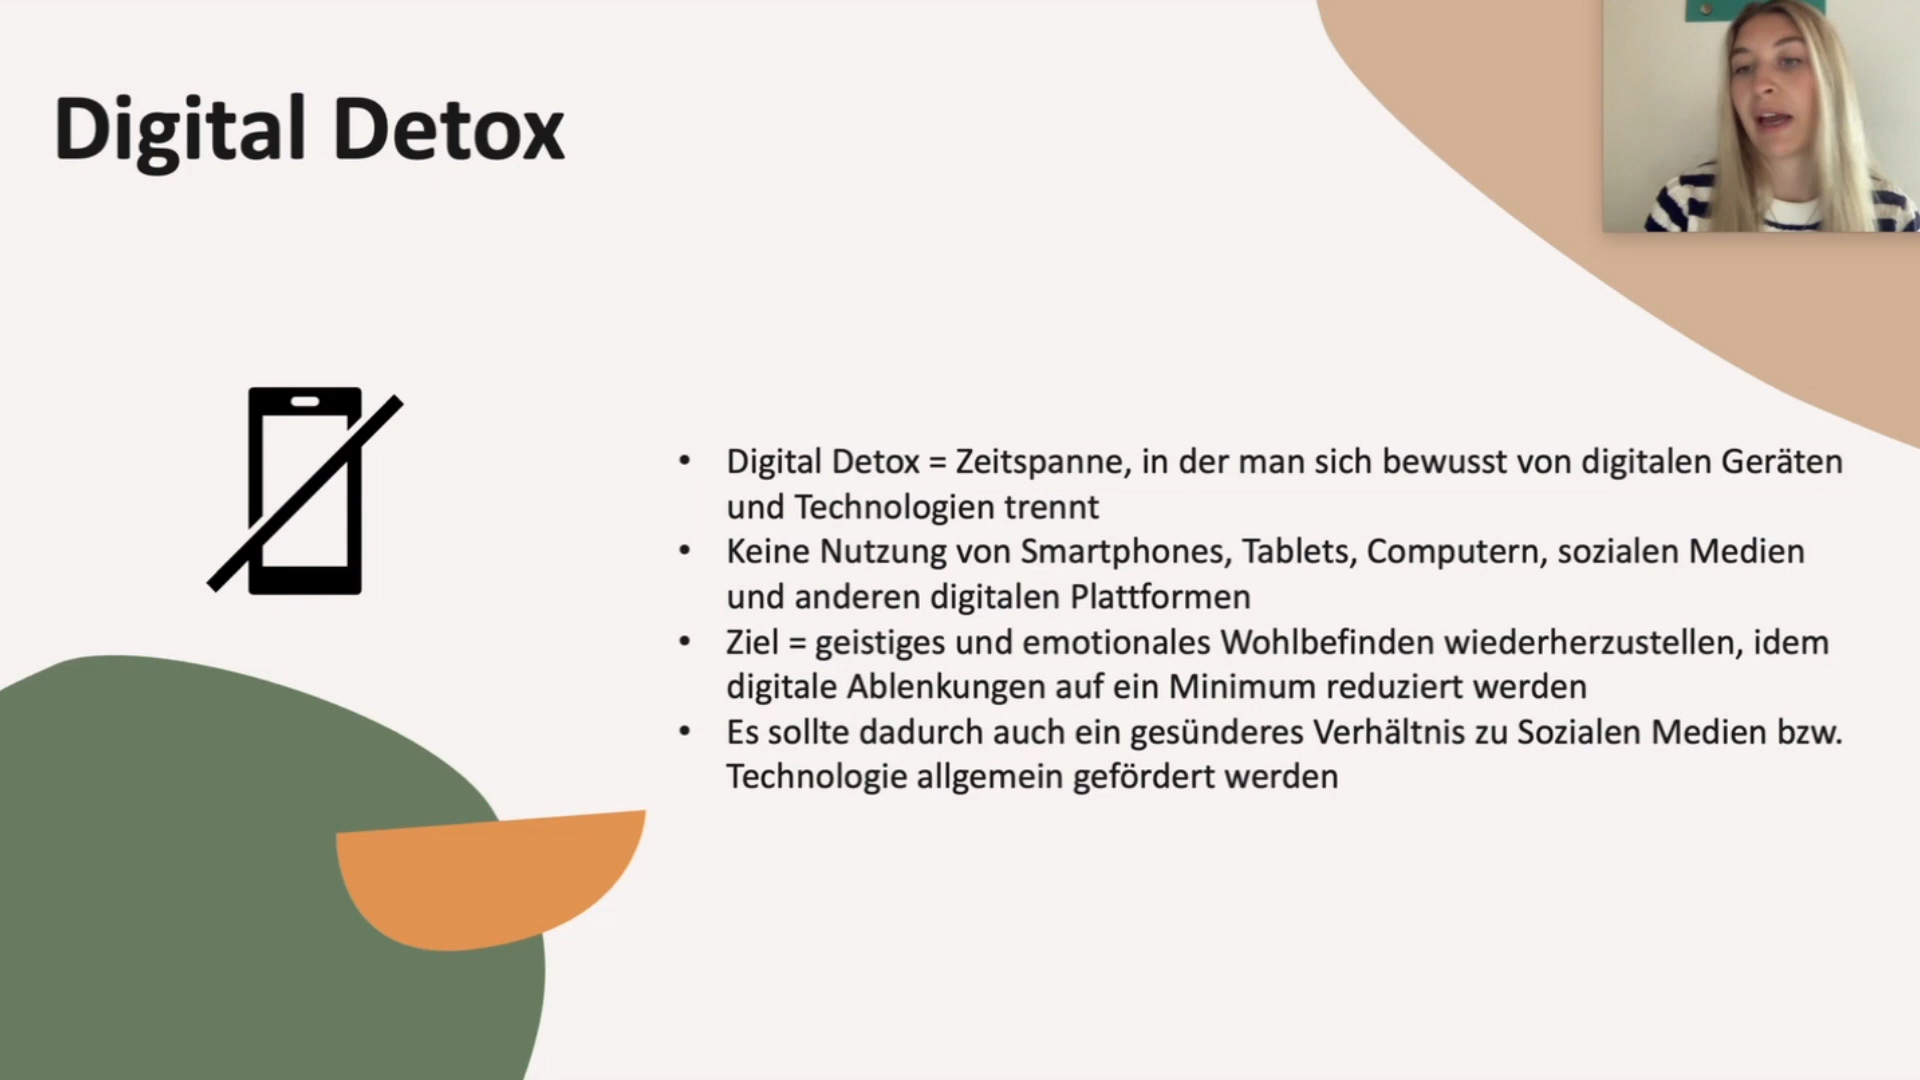 Digital Detox
• Digital Detox = Zeitspanne, in der man sich bewusst von digitalen Geräten
und Technologien trennt
• Keine Nutzung von Smartphones, Tablets, Computern, sozialen Medien
und anderen digitalen Plattformen
• Ziel = geistiges und emotionales Wohlbefinden wiederherzustellen, idem
digitale Ablenkungen auf ein Minimum reduziert werden
• Es sollte dadurch auch ein gesünderes Verhältnis zu Sozialen Medien bzw.
Technologie allgemein gefördert werden